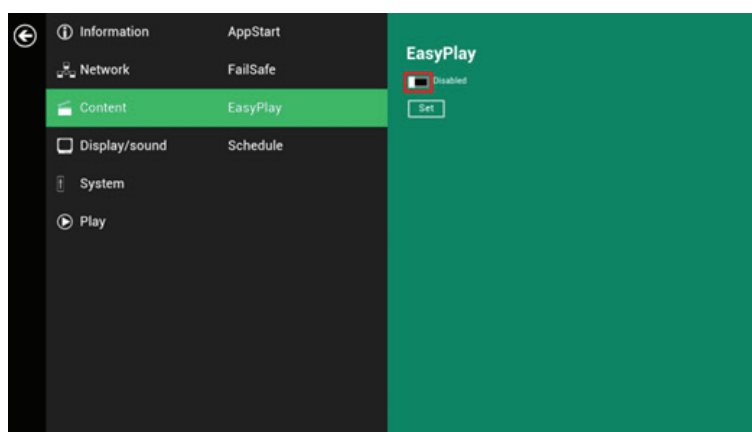 Information
AppStart
Network
FailSafe
Content
EasyPlay
Display/sound
Schedule
System
Play
EasyPlay
Disabled
Set